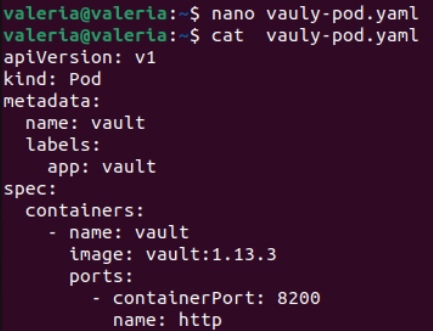 valeria@valeria:~$ nano vauly-pod.yaml
valeria@valeria:~$ cat  vauly-pod.yaml
apiVersion: v1
kind: Pod
metadata:
  name: vault
  labels:
    app: vault
spec:
  containers:
    - name: vault
      image: vault:1.13.3
      ports:
        - containerPort: 8200
          name: http